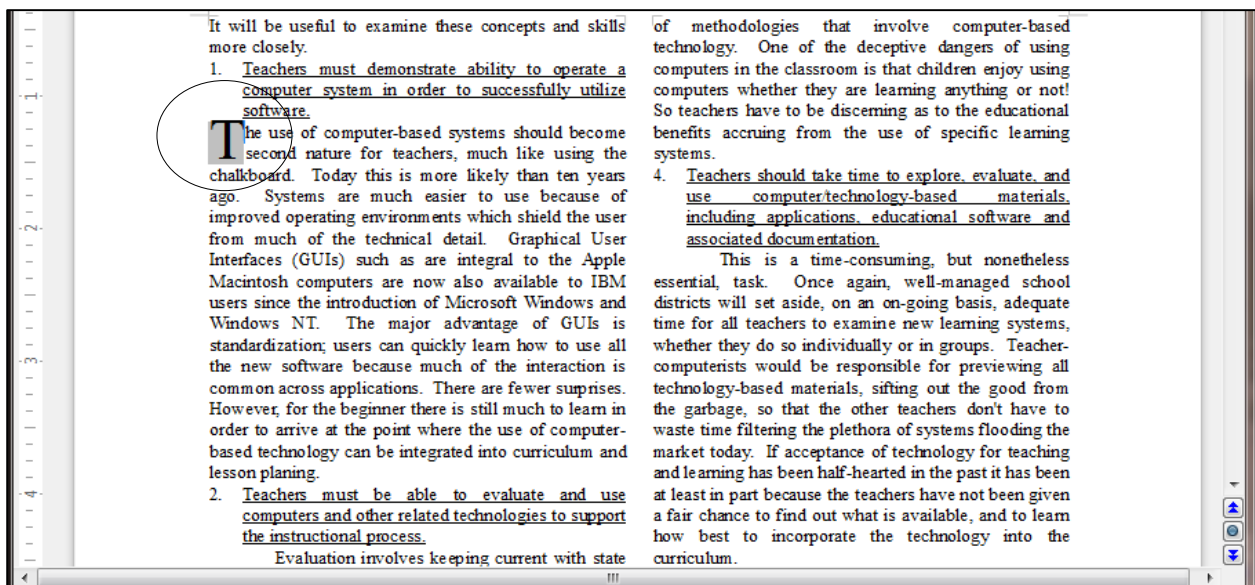 It will be useful to examine these concepts and skills
more closely.
1. Teachers must demonstrate ability to operate a
computer system in order to successfully utilize
software.
The use of computer-based systems should become
second nature for teachers, much like using the
chalkboard. Today this is more likely than ten years
ago. Systems are much easier to use because of
improved operating environments which shield the user
from much of the technical detail. Graphical User
Interfaces (GUIs) such as are integral to the Apple
Macintosh computers are now also available to IBM
users since the introduction of Microsoft Windows and
Windows NT. The major advantage of GUIs is
standardization; users can quickly learn how to use all
the new software because much of the interaction is
common across applications. There are fewer surprises.
However, for the beginner there is still much to learn in
order to arrive at the point where the use of computer-
based technology can be integrated into curriculum and
lesson planing.
2. Teachers must be able to evaluate and use
computers and other related technologies to support
the instructional process.
Evaluation involves keeping current with state
of methodologies that involve computer-based
technology. One of the deceptive dangers of using
computers in the classroom is that children enjoy using
computers whether they are learning anything or not!
So teachers have to be discerning as to the educational
benefits accruing from the use of specific learning
systems.
4. Teachers should take time to explore, evaluate, and
use computer/technology-based materials,
including applications, educational software and
associated documentation.
This is a time-consuming, but nonetheless
essential, task. Once again, well-managed school
districts will set aside, on an on-going basis, adequate
time for all teachers to examine new learning systems,
whether they do so individually or in groups. Teacher-
computerists would be responsible for previewing all
technology-based materials, sifting out the good from
the garbage, so that the other teachers don't have to
waste time filtering the plethora of systems flooding the
market today. If acceptance of technology for teaching
and learning has been half-hearted in the past it has been
at least in part because the teachers have not been given
a fair chance to find out what is available, and to learn
how best to incorporate the technology into the
curriculum.
1
2
3
4